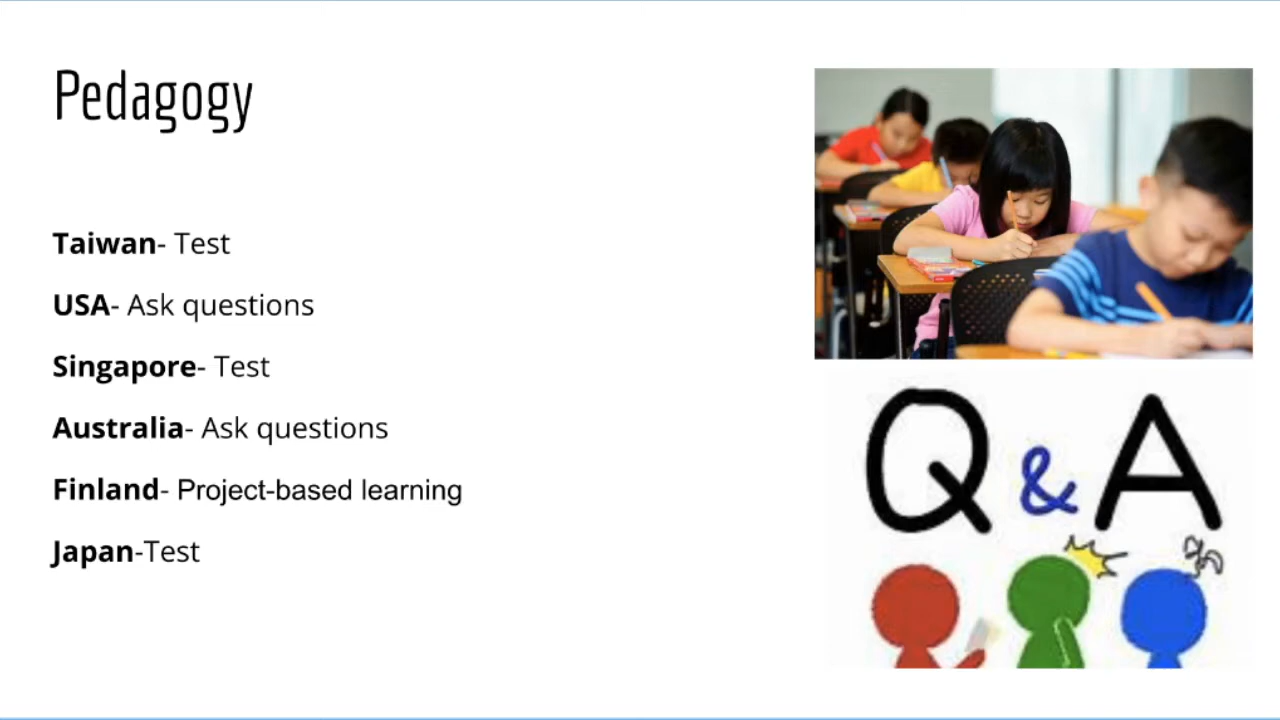 Pedagogy
Taiwan- Test
USA- Ask questions
Singapore- Test
Australia- Ask questions
Finland- Project-based learning
Japan-Test
Q & A